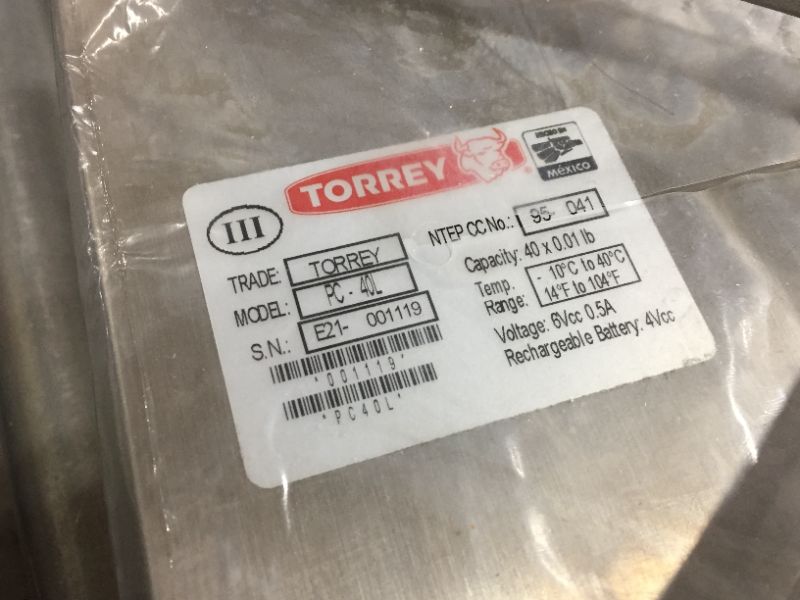 TORREY
HECHO EN
MÉXICO
III
TRADE: TORREY
MODEL: PC - 40L
S.N.: E21- 001119
*001119*
*PC40L*
NTEP CC No.: 95- 041
Capacity: 40 x 0.01 lb
Temp. Range: - 10°C to 40°C
14°F to 104°F
Voltage: 6Vcc 0.5A
Rechargeable Battery: 4Vcc